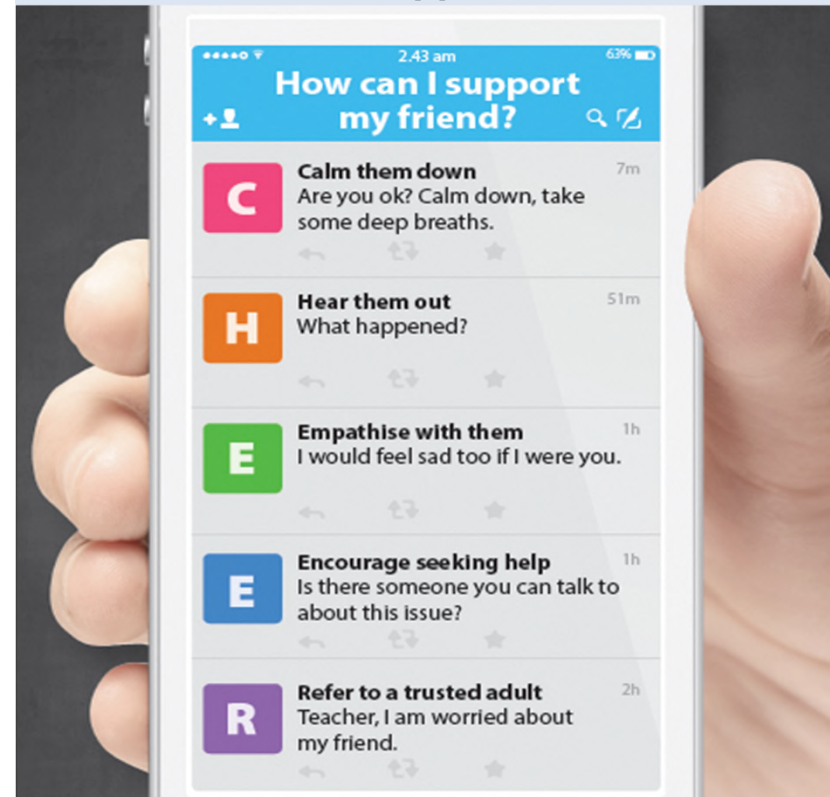 2.43 am
63%
How can I support
my friend?
C
Calm them down
7m
Are you ok? Calm down, take
some deep breaths.
H
Hear them out
51m
What happened?
E
Empathise with them
1h
I would feel sad too if I were you.
E
Encourage seeking help
1h
Is there someone you can talk to
about this issue?
R
Refer to a trusted adult
2h
Teacher, I am worried about
my friend.